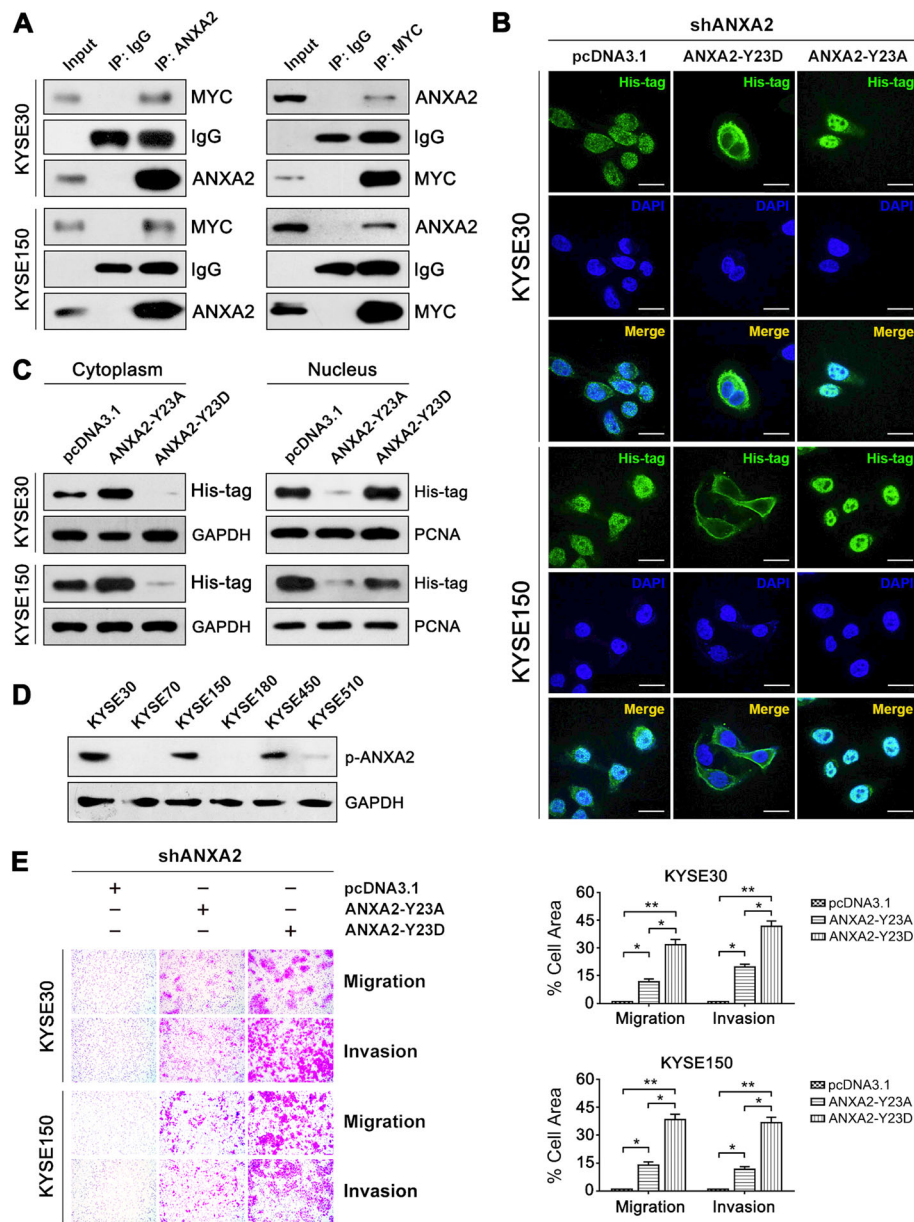 A
Input
IP: IgG
IP: ANXA2
Input
IP: IgG
IP: MYC
KYSE30
MYC
ANXA2
IgG
IgG
ANXA2
MYC
KYSE150
MYC
ANXA2
IgG
IgG
ANXA2
MYC
B
shANXA2
pcDNA3.1
ANXA2-Y23D
ANXA2-Y23A
KYSE30
His-tag
His-tag
His-tag
DAPI
DAPI
DAPI
Merge
Merge
Merge
KYSE150
His-tag
His-tag
His-tag
DAPI
DAPI
DAPI
Merge
Merge
Merge
C
Cytoplasm
Nucleus
pcDNA3.1
ANXA2-Y23A
ANXA2-Y23D
pcDNA3.1
ANXA2-Y23A
ANXA2-Y23D
KYSE30
His-tag
His-tag
GAPDH
PCNA
KYSE150
His-tag
His-tag
GAPDH
PCNA
D
KYSE30
KYSE70
KYSE150
KYSE180
KYSE450
KYSE510
p-ANXA2
GAPDH
E
shANXA2
+ – – pcDNA3.1
– + – ANXA2-Y23A
– – + ANXA2-Y23D
KYSE30
Migration
Invasion
KYSE150
Migration
Invasion
KYSE30
% Cell Area
60
45
30
15
0
**
*
*
**
*
*
Migration
Invasion
pcDNA3.1
ANXA2-Y23A
ANXA2-Y23D
KYSE150
% Cell Area
60
45
30
15
0
**
*
*
**
*
*
Migration
Invasion
pcDNA3.1
ANXA2-Y23A
ANXA2-Y23D